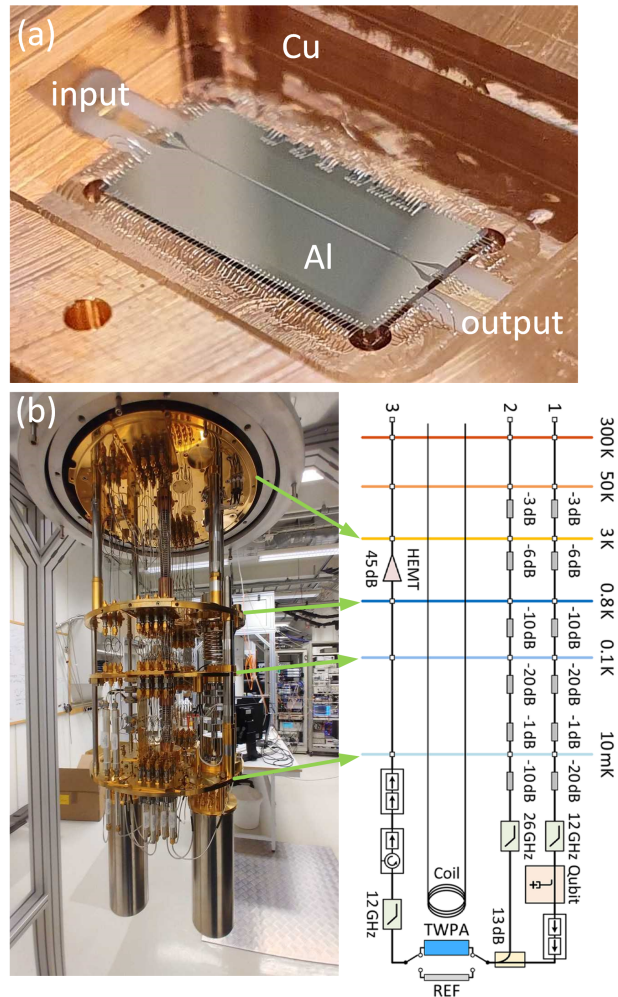 (a)
Cu
input
Al
output
(b)
3
2
1
300K
50K
-3dB
-3dB
3K
-6dB
-6dB
HEMT
45dB
0.8K
-10dB
-10dB
0.1K
-20dB
-20dB
-1dB
-1dB
10mK
-10dB
-20dB
26GHz
12GHz
Qubit
Coil
12GHz
TWPA
13dB
REF